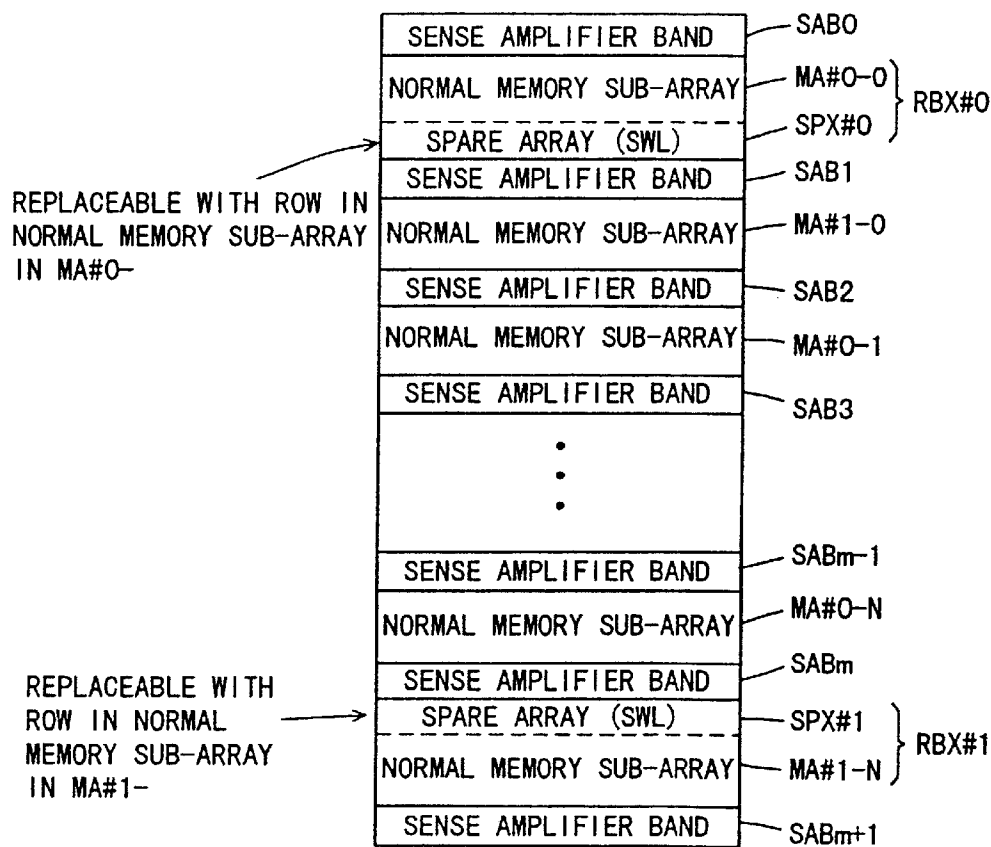 SENSE AMPLIFIER BAND SAB0
NORMAL MEMORY SUB-ARRAY MA#0-0
RBX#0
SPARE ARRAY (SWL) SPX#0
SENSE AMPLIFIER BAND SAB1
REPLACEABLE WITH ROW IN
NORMAL MEMORY SUB-ARRAY
IN MA#0-
NORMAL MEMORY SUB-ARRAY MA#1-0
SENSE AMPLIFIER BAND SAB2
NORMAL MEMORY SUB-ARRAY MA#0-1
SENSE AMPLIFIER BAND SAB3
SENSE AMPLIFIER BAND SABm-1
NORMAL MEMORY SUB-ARRAY MA#0-N
SENSE AMPLIFIER BAND SABm
REPLACEABLE WITH
ROW IN NORMAL
MEMORY SUB-ARRAY
IN MA#1-
SPARE ARRAY (SWL) SPX#1
RBX#1
NORMAL MEMORY SUB-ARRAY MA#1-N
SENSE AMPLIFIER BAND SABm+1